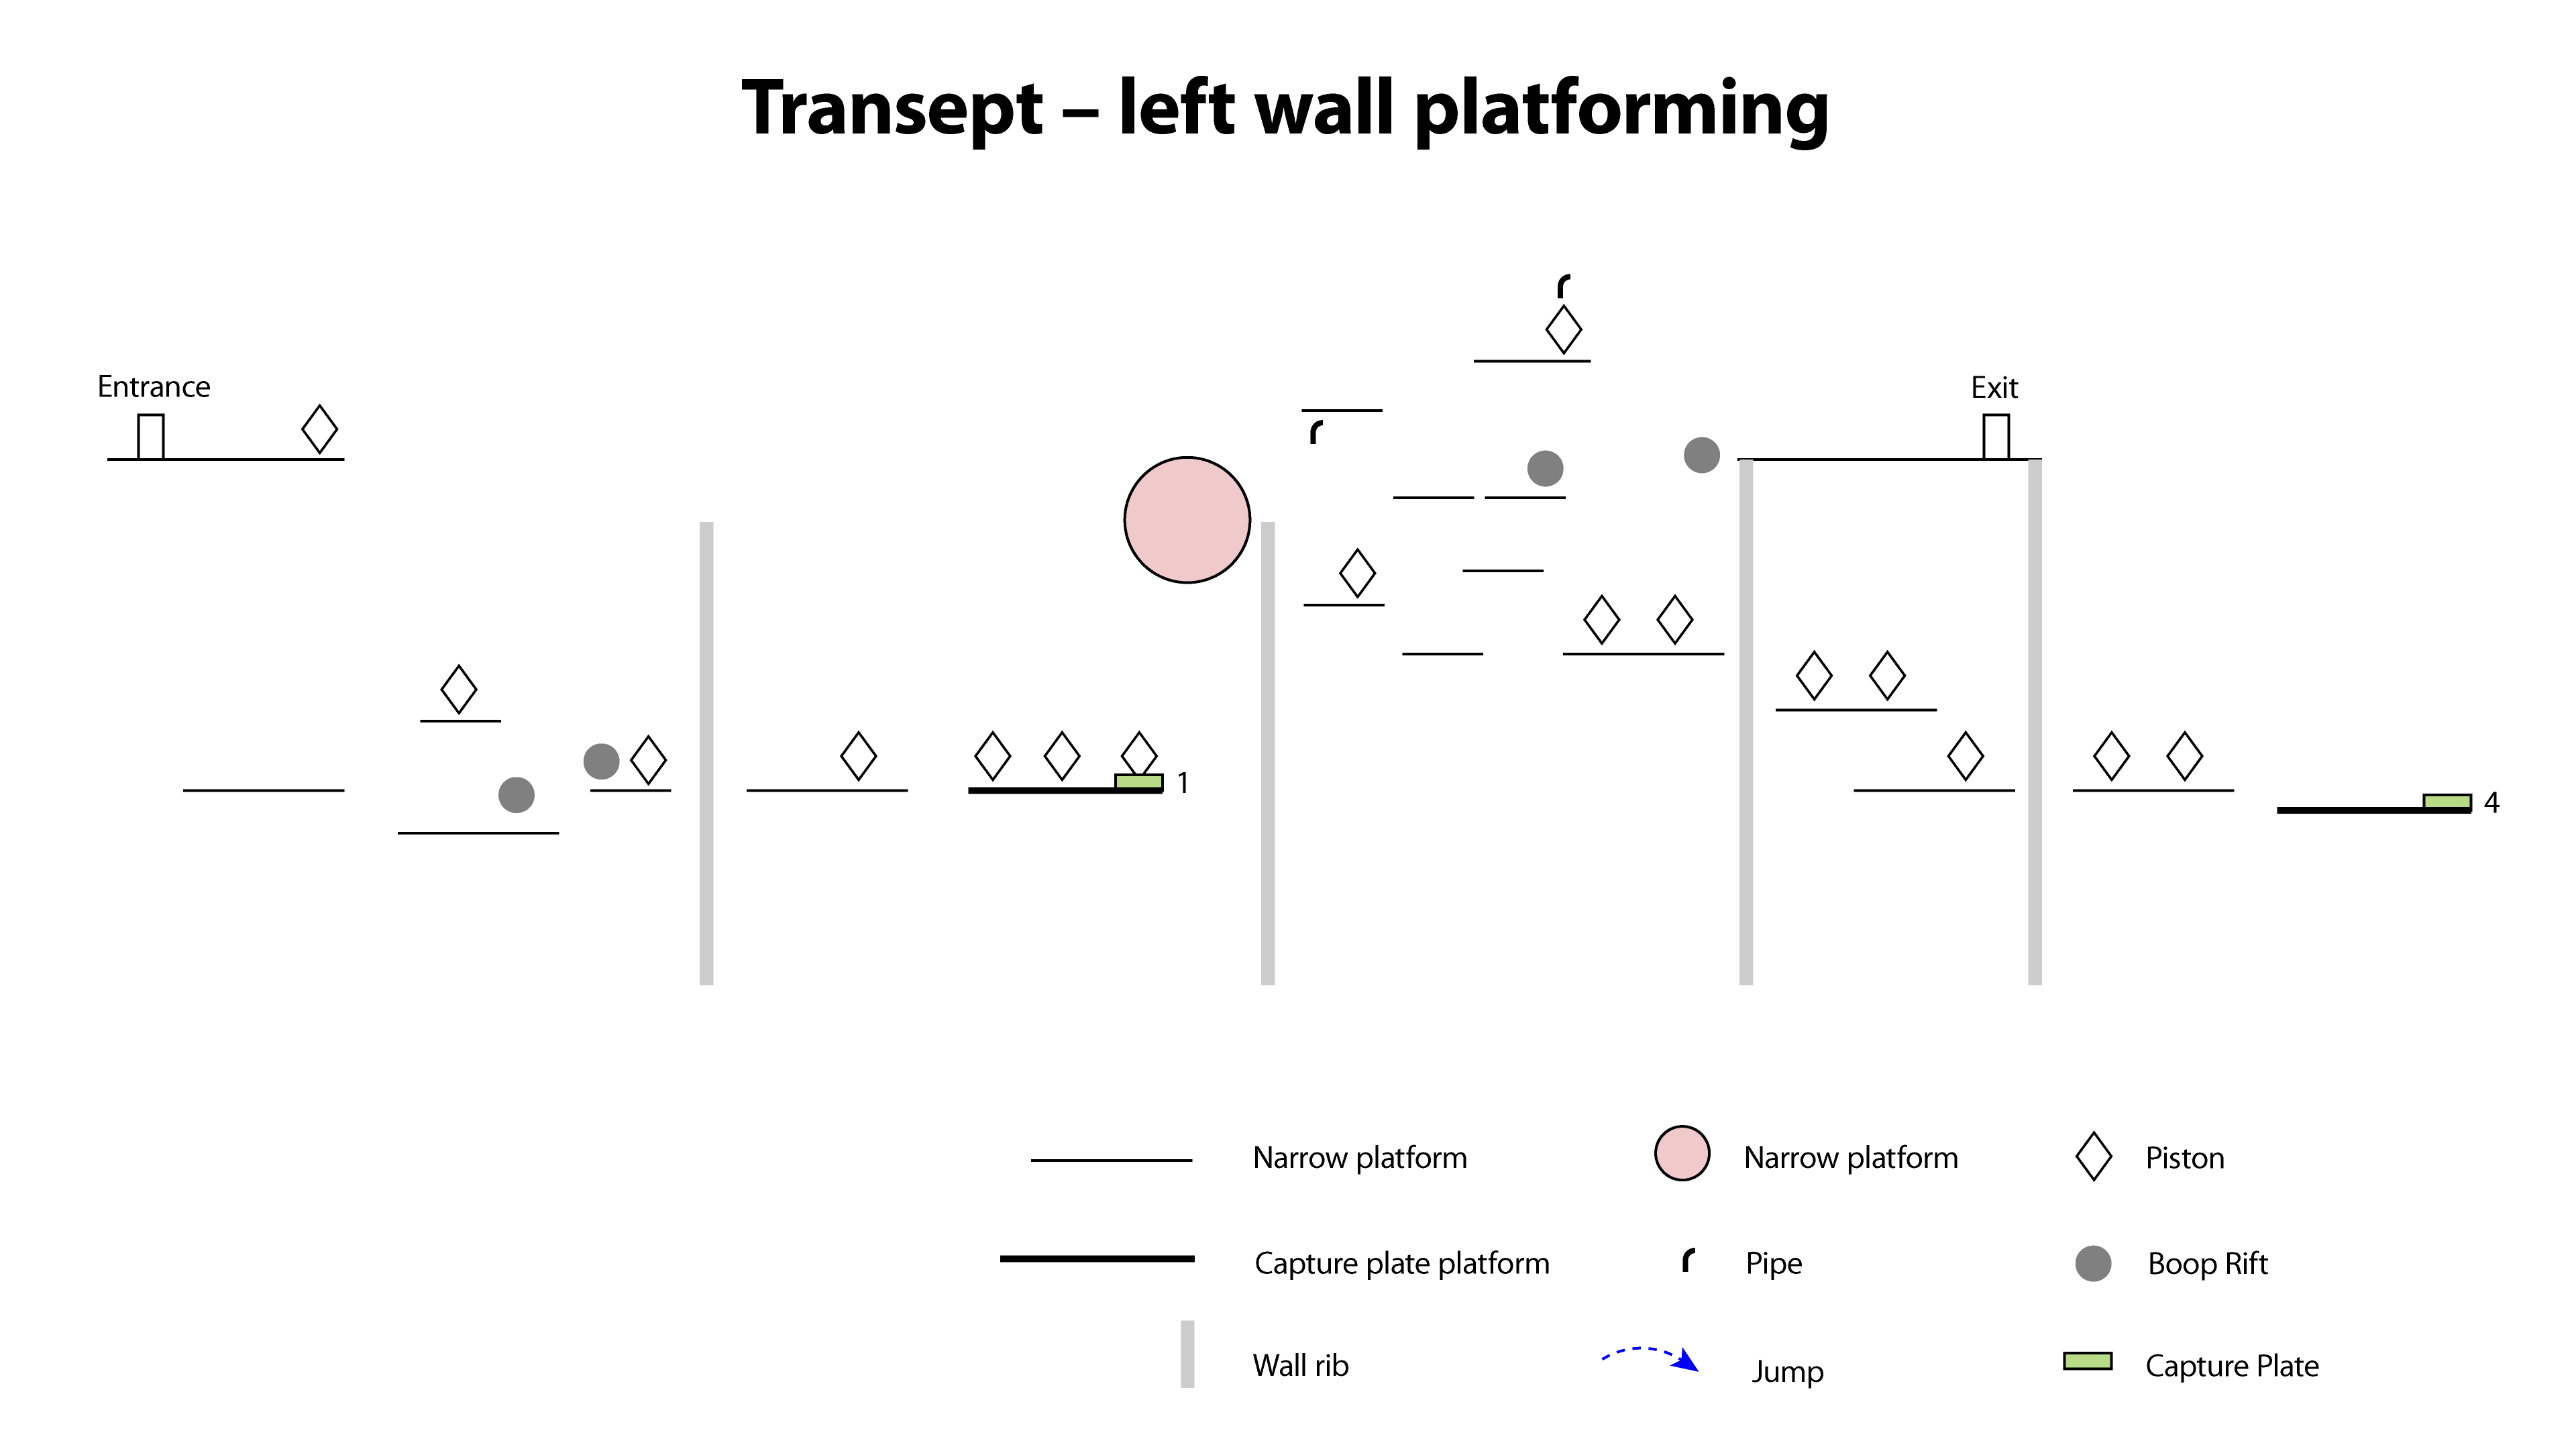 Transept – left wall platforming
Entrance
Exit
1
4
Narrow platform
Narrow platform
Piston
Capture plate platform
Pipe
Boop Rift
Wall rib
Jump
Capture Plate